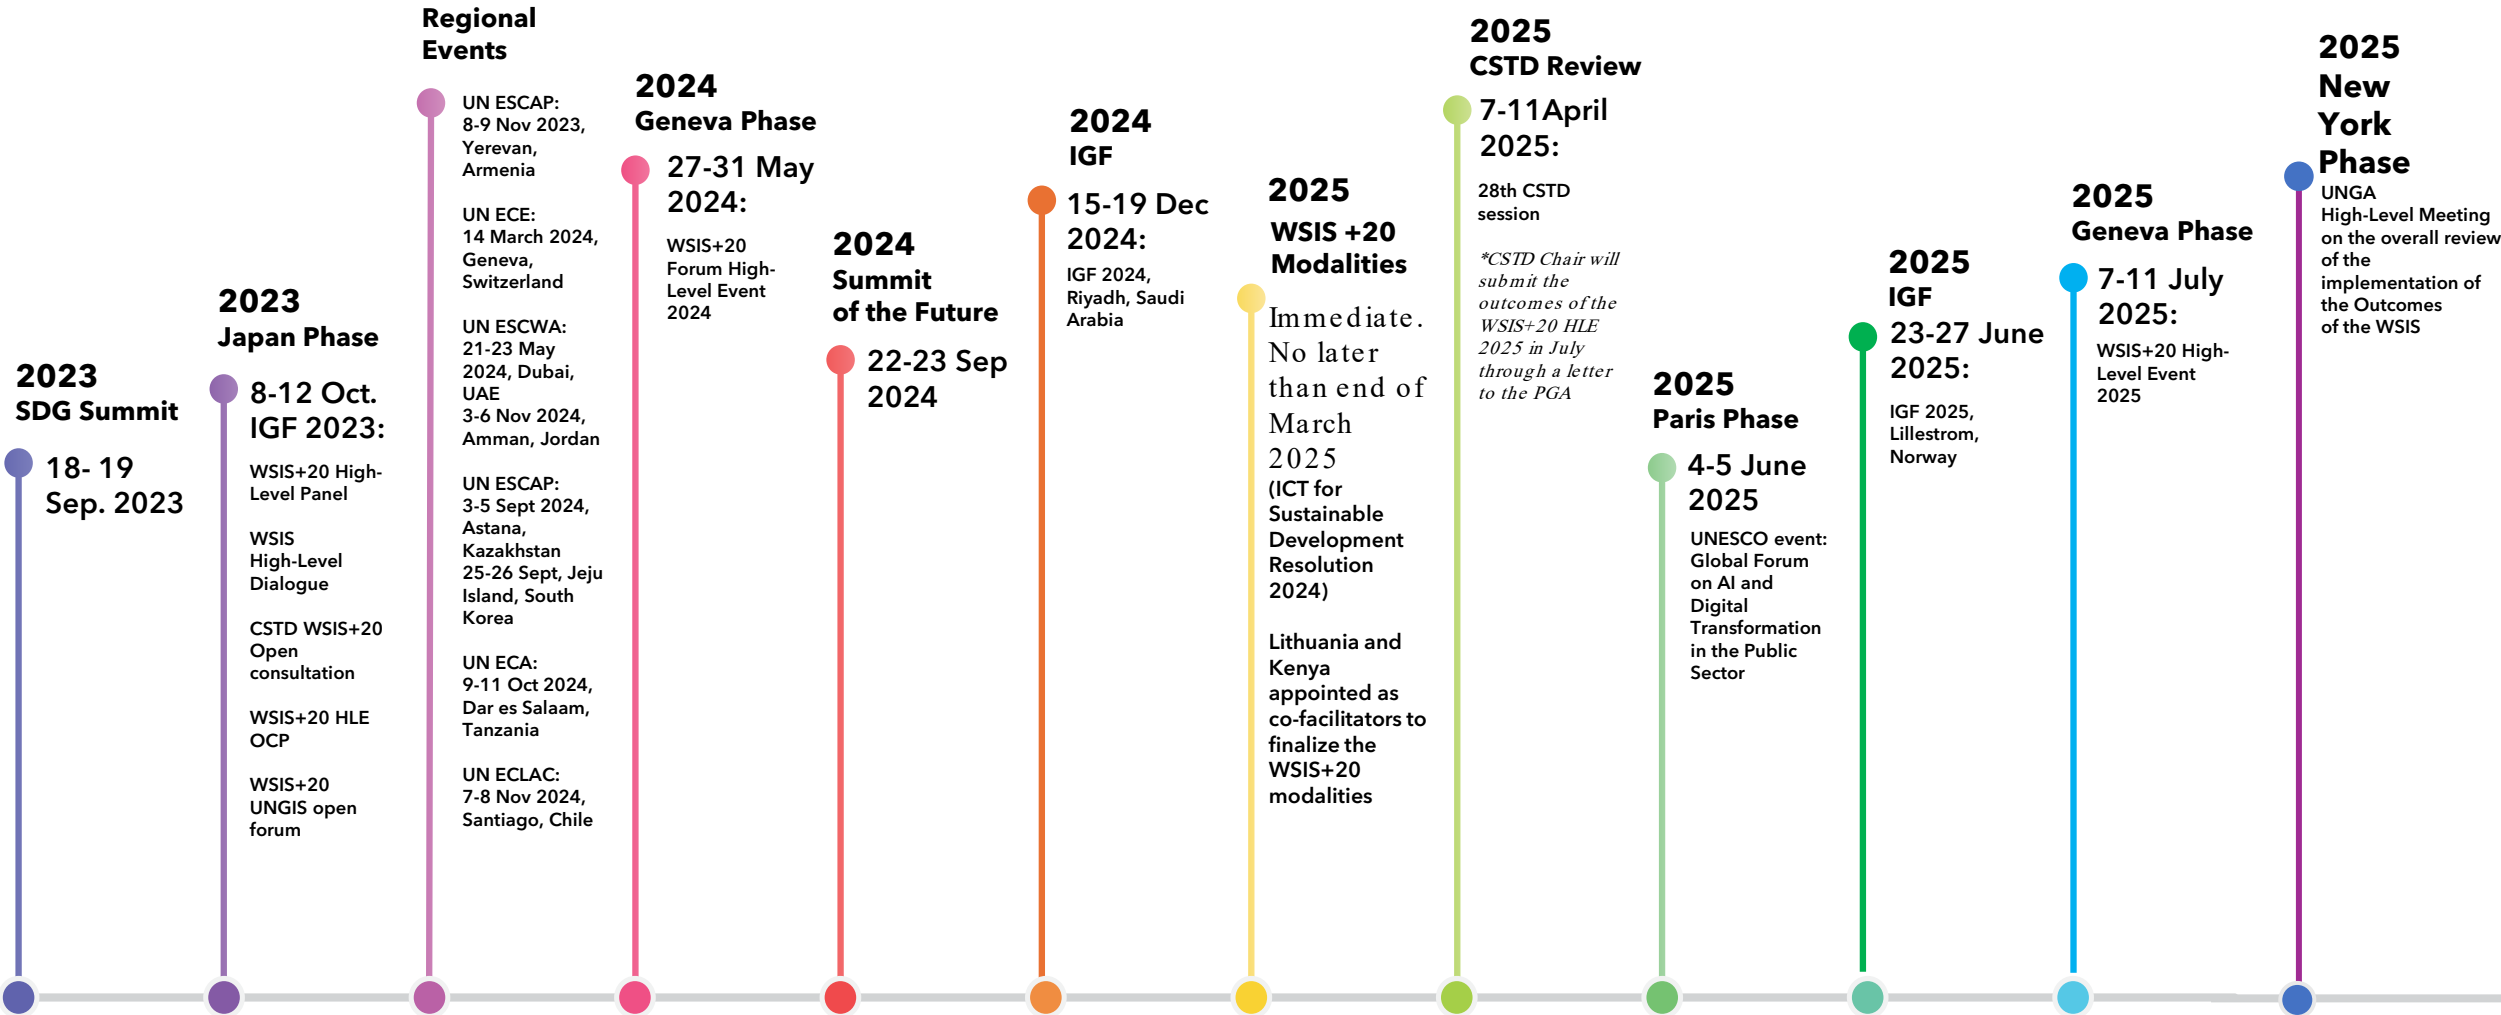 2023
SDG Summit
18- 19
Sep. 2023
2023
Japan Phase
8-12 Oct.
IGF 2023:
WSIS+20 High-
Level Panel
WSIS
High-Level
Dialogue
CSTD WSIS+20
Open
consultation
WSIS+20 HLE
OCP
WSIS+20
UNGIS open
forum
Regional
Events
UN ESCAP:
8-9 Nov 2023,
Yerevan,
Armenia
UN ECE:
14 March 2024,
Geneva,
Switzerland
UN ESCWA:
21-23 May
2024, Dubai,
UAE
3-6 Nov 2024,
Amman, Jordan
UN ESCAP:
3-5 Sept 2024,
Astana,
Kazakhstan
25-26 Sept, Jeju
Island, South
Korea
UN ECA:
9-11 Oct 2024,
Dar es Salaam,
Tanzania
UN ECLAC:
7-8 Nov 2024,
Santiago, Chile
2024
Geneva Phase
27-31 May
2024:
WSIS+20
Forum High-
Level Event
2024
2024
Summit
of the Future
22-23 Sep
2024
2024
IGF
15-19 Dec
2024:
IGF 2024,
Riyadh, Saudi
Arabia
2025
WSIS +20
Modalities
Immediate.
No later
than end of
March
2025
(ICT for
Sustainable
Development
Resolution
2024)
Lithuania and
Kenya
appointed as
co-facilitators to
finalize the
WSIS+20
modalities
2025
CSTD Review
7-11April
2025:
28th CSTD
session
*CSTD Chair will
submit the
outcomes of the
WSIS+20 HLE
2025 in July
through a letter
to the PGA
2025
Paris Phase
4-5 June
2025
UNESCO event:
Global Forum
on AI and
Digital
Transformation
in the Public
Sector
2025
IGF
23-27 June
2025:
IGF 2025,
Lillestrom,
Norway
2025
Geneva Phase
7-11 July
2025:
WSIS+20 High-
Level Event
2025
2025
New
York
Phase
UNGA
High-Level Meeting
on the overall review
of the
implementation of
the Outcomes
of the WSIS